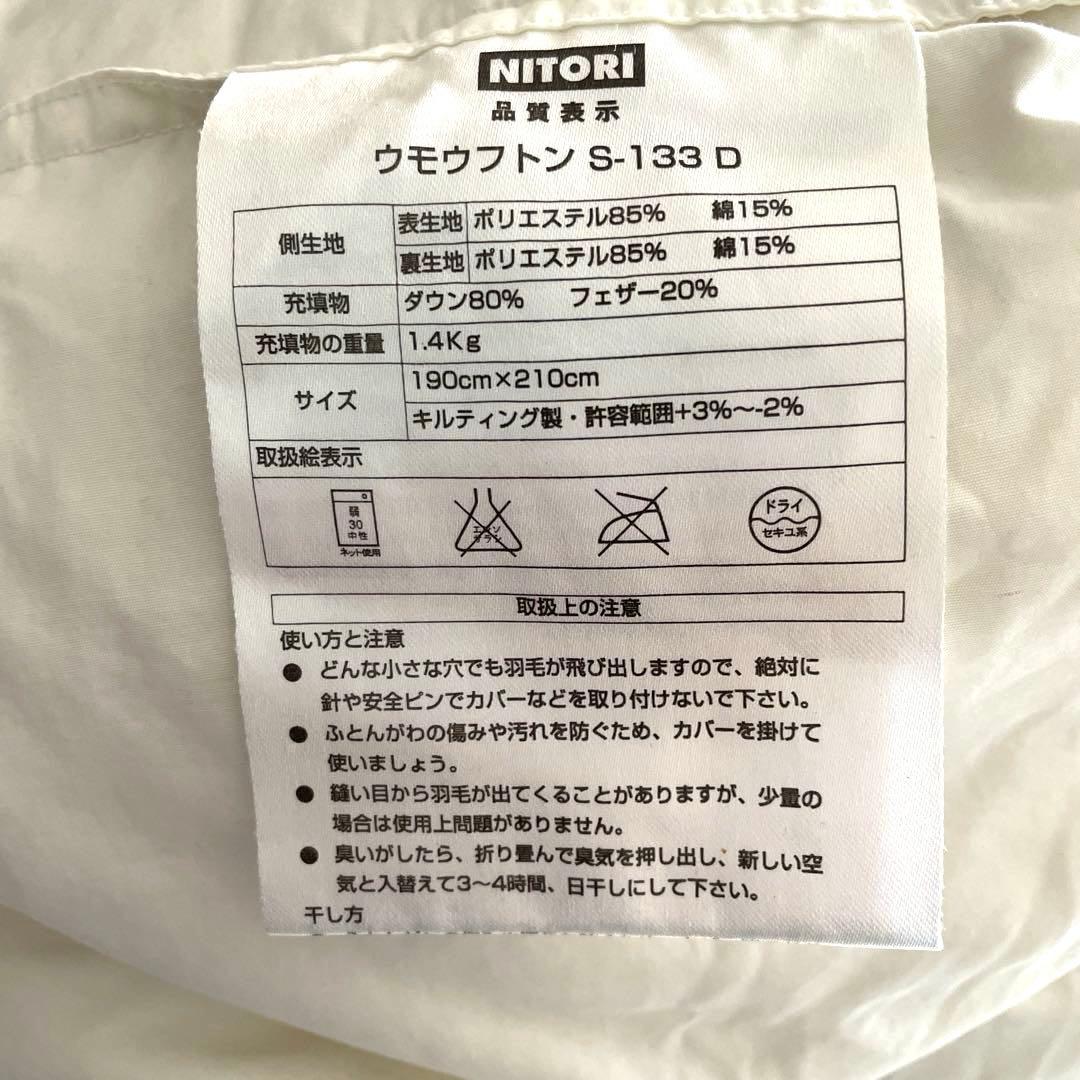 NITORI
品質表示
ウモウフトン S-133 D
側生地 表生地 ポリエステル85% 綿15%
裏生地 ポリエステル85% 綿15%
充填物 ダウン80% フェザー20%
充填物の重量 1.4Kg
サイズ 190cm×210cm
キルティング製・許容範囲+3%～-2%
取扱絵表示
弱
30
中性
ネット使用
エンソ
サラシ
ドライ
セキユ系
取扱上の注意
使い方と注意
● どんな小さな穴でも羽毛が飛び出しますので、絶対に
針や安全ピンでカバーなどを取り付けないで下さい。
● ふとんがわの傷みや汚れを防ぐため、カバーを掛けて
使いましょう。
● 縫い目から羽毛が出てくることがありますが、少量の
場合は使用上問題がありません。
● 臭いがしたら、折り畳んで臭気を押し出し、新しい空
気と入替えて3～4時間、日干しにして下さい。
干し方